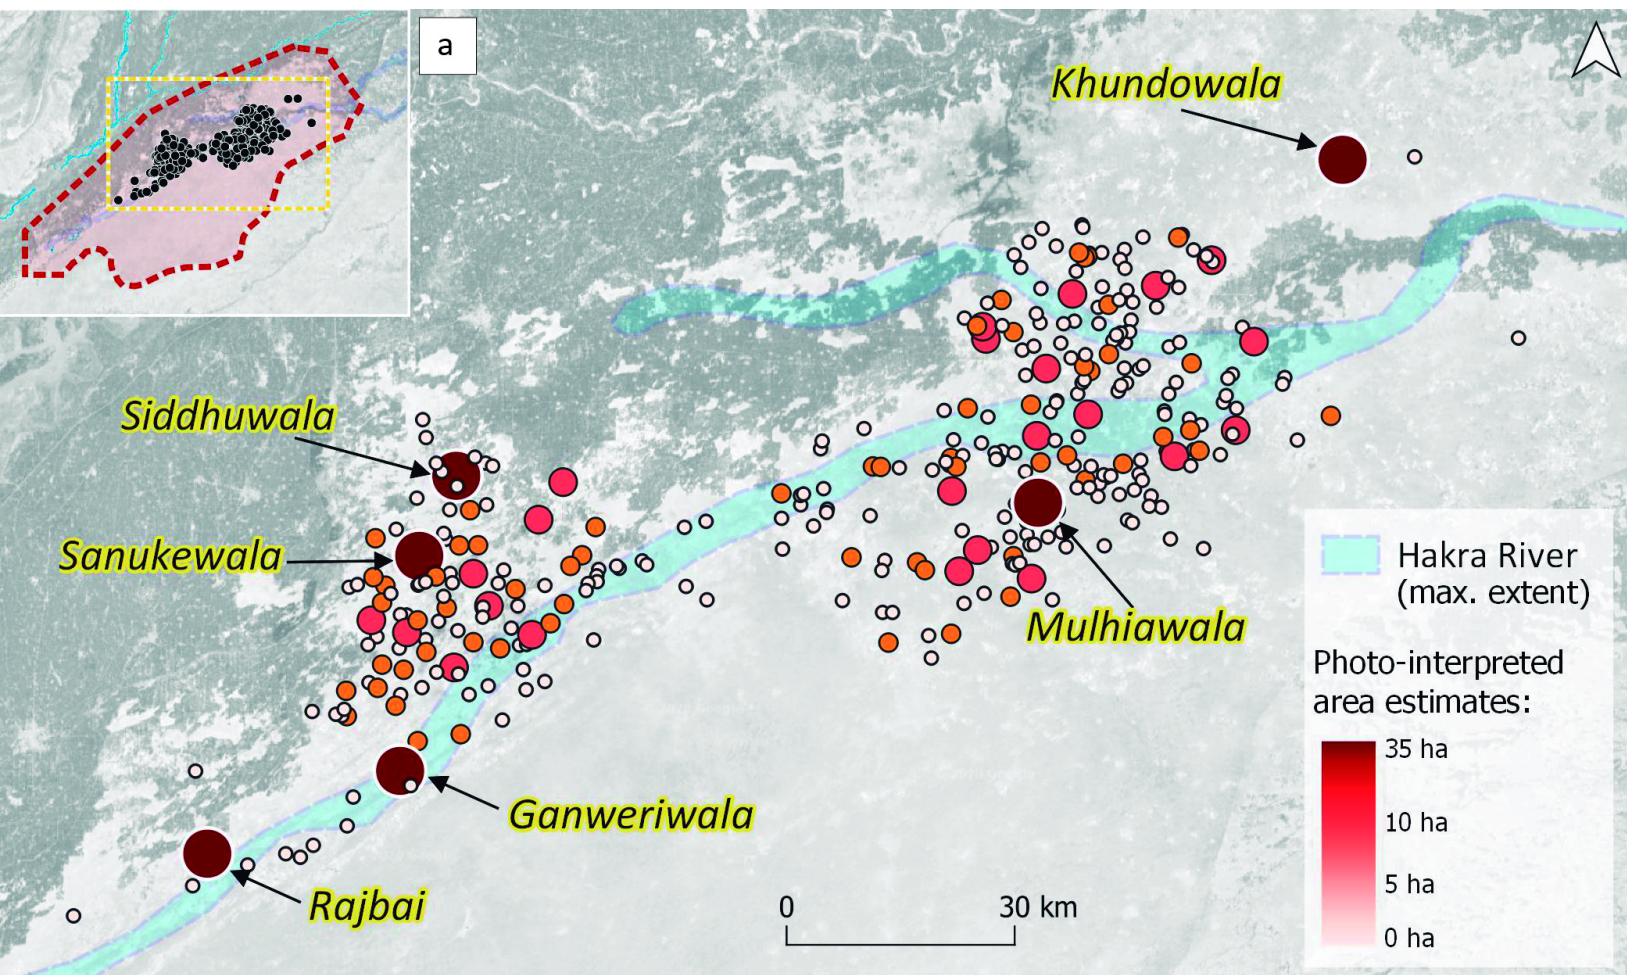 a
Khundowala
Siddhuwala
Sanukewala
Mulhiawala
Ganweriwala
Rajbai
Hakra River
(max. extent)
Photo-interpreted
area estimates:
35 ha
10 ha
5 ha
0 ha
0 30 km